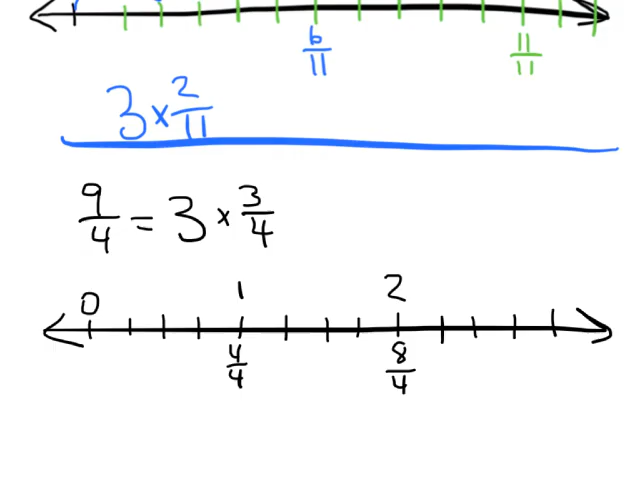 6/11 11/11
3 × 2/11
9/4 = 3 × 3/4
0 1 2
4/4 8/4